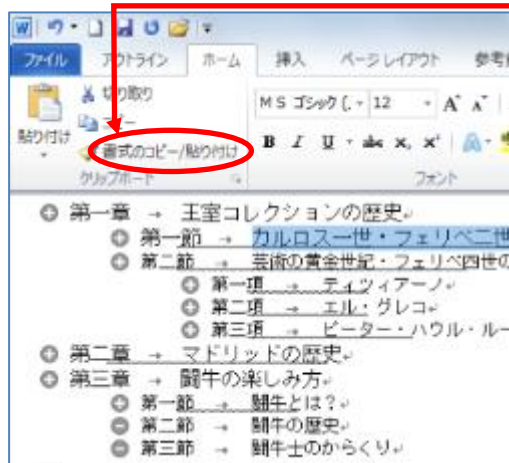 ファイル アウトライン ホーム 挿入 ページ レイアウト 参考
切り取り
コピー
貼り付け
書式のコピー/貼り付け
クリップボード
ＭＳ ゴシック (. 12 A A
B I U abc x, x² A
フォント
第一章 → 王室コレクションの歴史
第一節 → カルロス一世・フェリペ二世
第二節 → 芸術の黄金世紀・フェリペ四世の
第一項 → ティツィアーノ
第二項 → エル・グレコ
第三項 → ピーター・ハウル・ルー
第二章 → マドリッドの歴史
第三章 → 闘牛の楽しみ方
第一節 → 闘牛とは？
第二節 → 闘牛の歴史
第三節 → 闘牛士のからくり